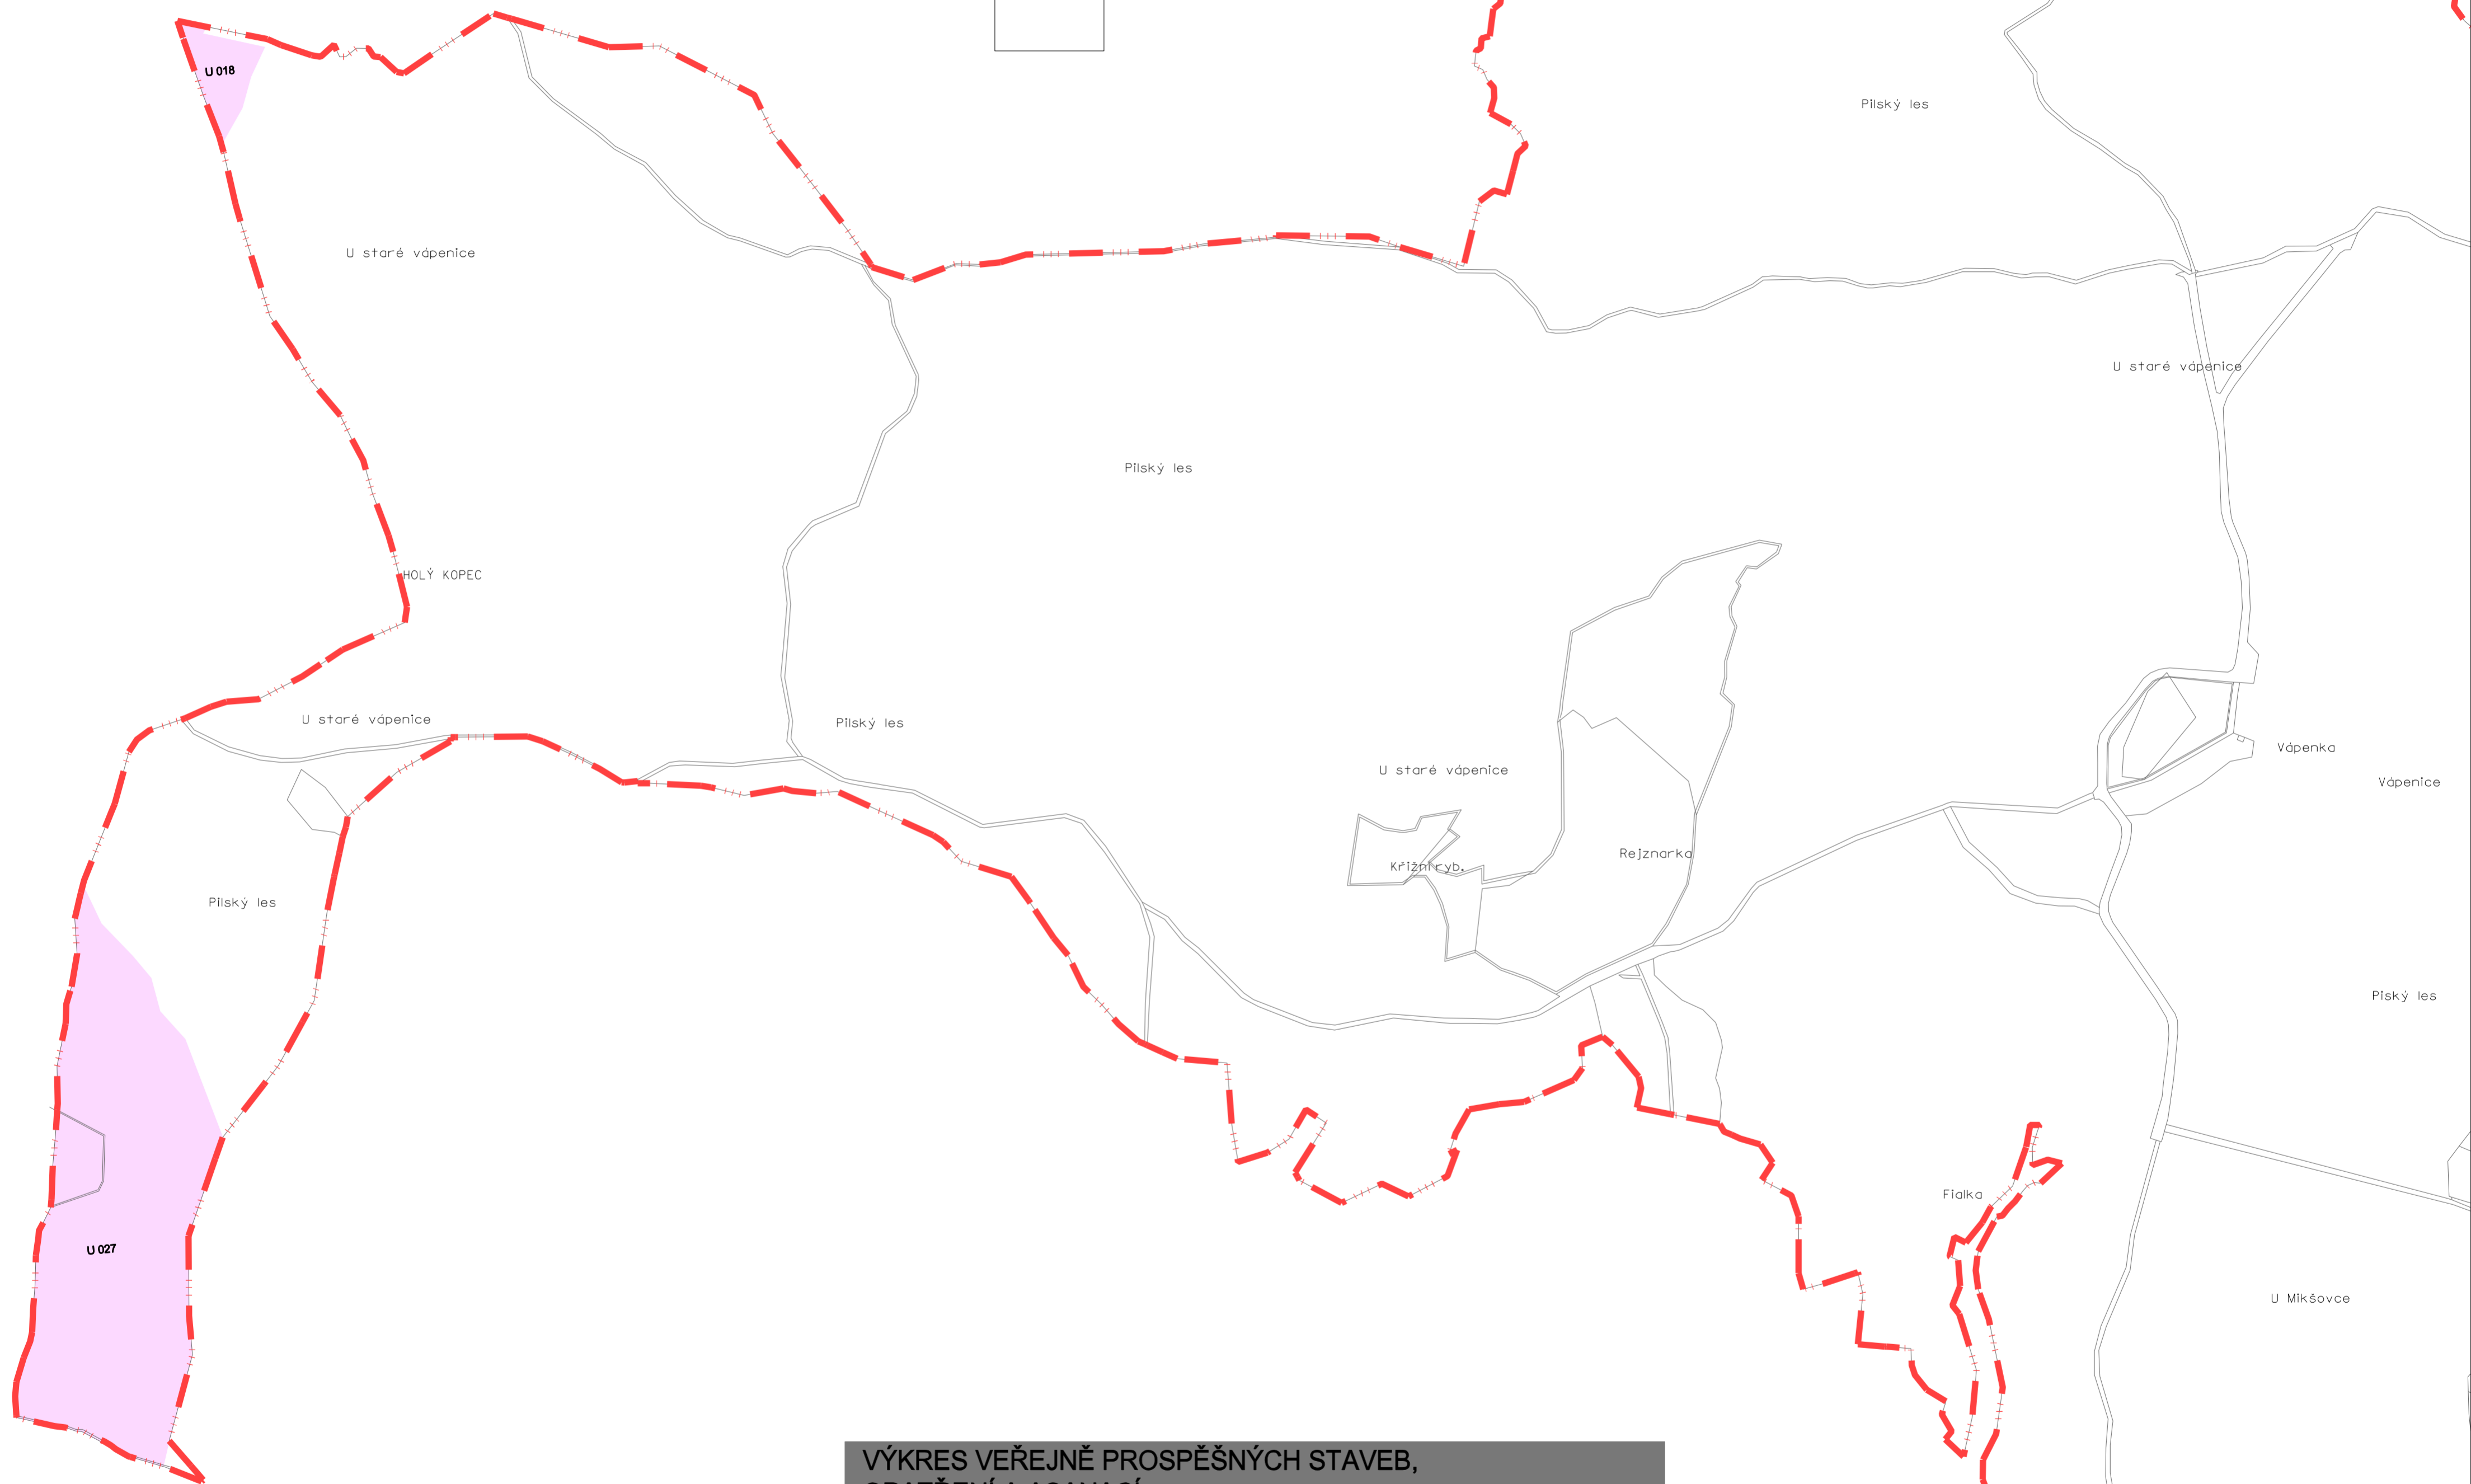 U 018
Pilský les
U staré vápenice
U staré vápenice
Pilský les
HOLÝ KOPEC
U staré vápenice
Pilský les
Vápenka
U staré vápenice
Vápenice
Rejznarka
Křižní ryb.
Pilský les
Piský les
Fialka
U 027
U Mikšovce
VÝKRES VEŘEJNĚ PROSPĚŠNÝCH STAVEB,